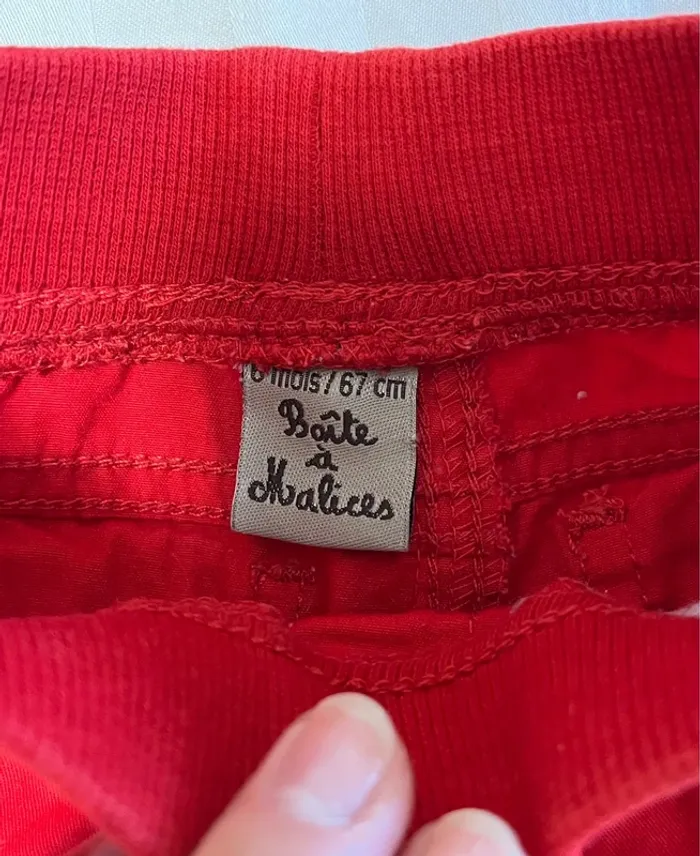 6 mois / 67 cm
Boîte
à
Malices